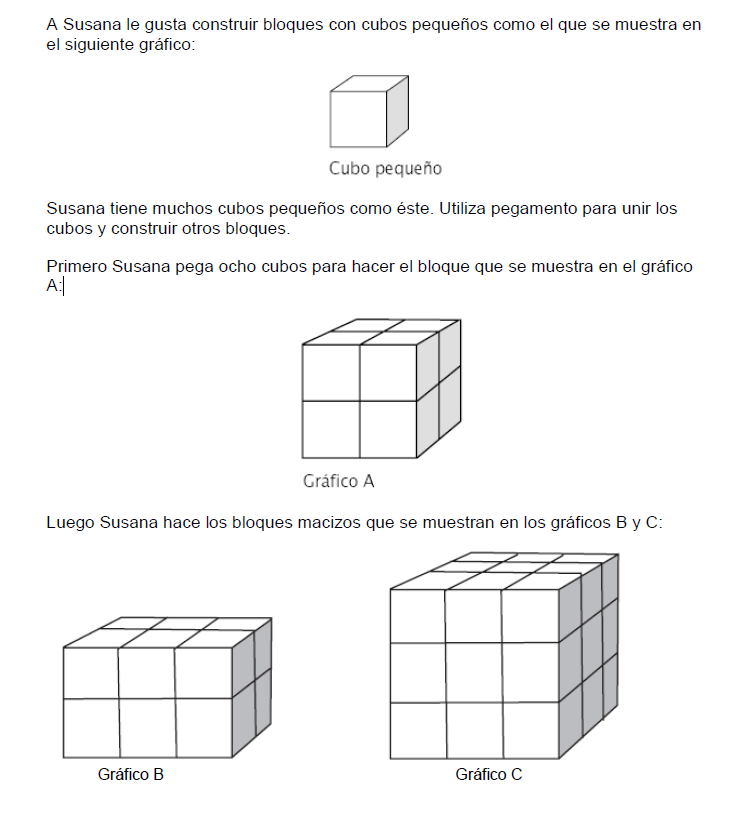 A Susana le gusta construir bloques con cubos pequeños como el que se muestra en
el siguiente gráfico:
Cubo pequeño
Susana tiene muchos cubos pequeños como éste. Utiliza pegamento para unir los
cubos y construir otros bloques.
Primero Susana pega ocho cubos para hacer el bloque que se muestra en el gráfico
A:
Gráfico A
Luego Susana hace los bloques macizos que se muestran en los gráficos B y C:
Gráfico B
Gráfico C